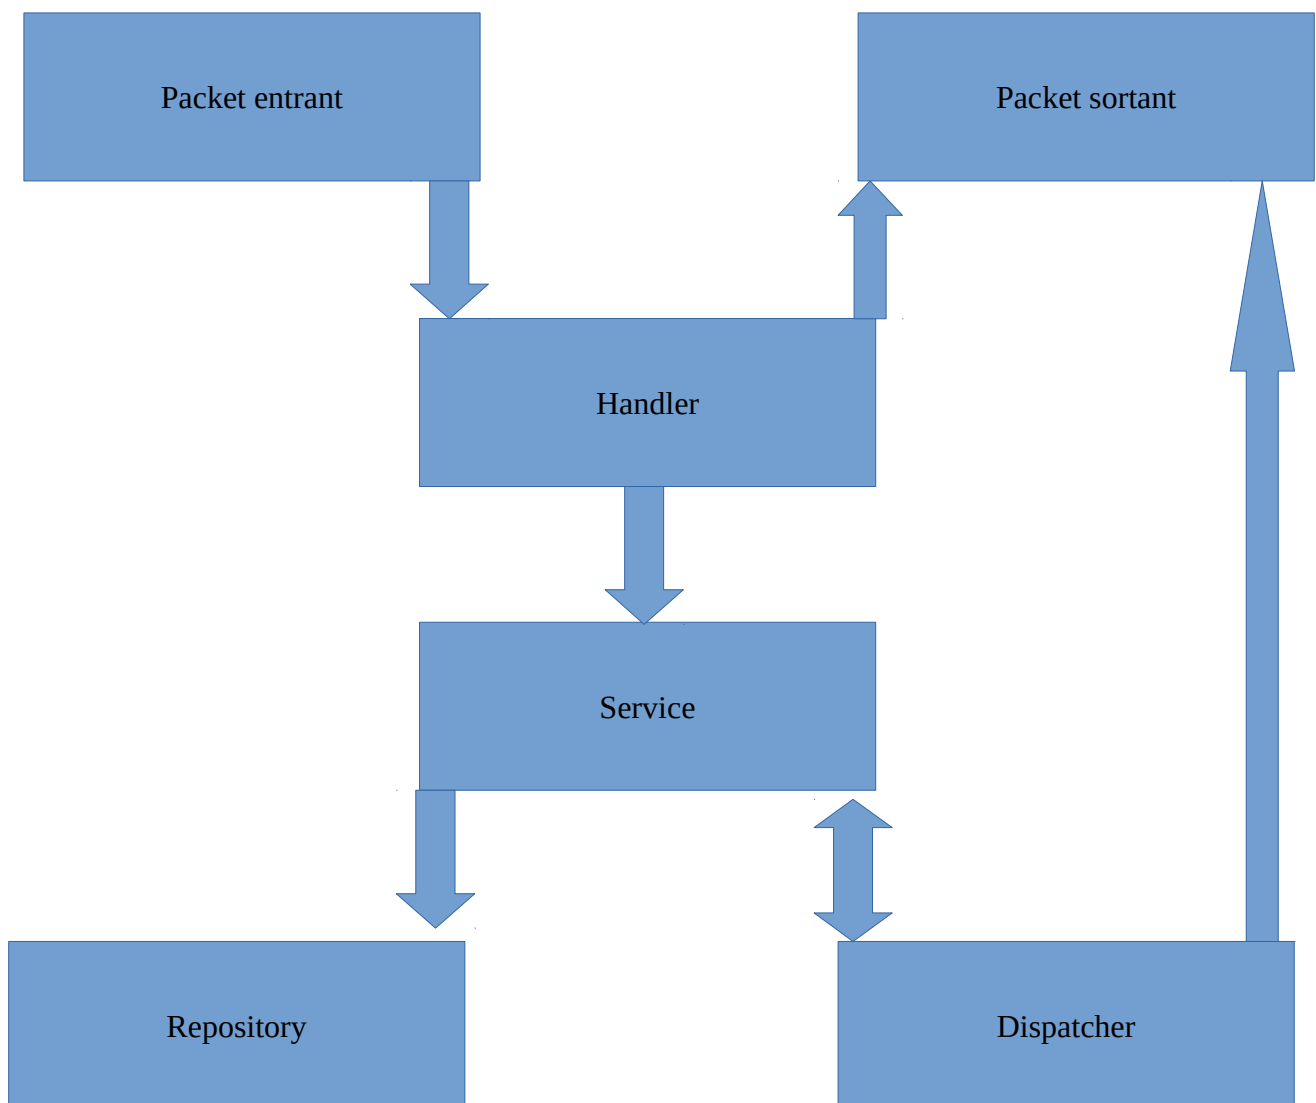 Packet entrant
Packet sortant
Handler
Service
Repository
Dispatcher